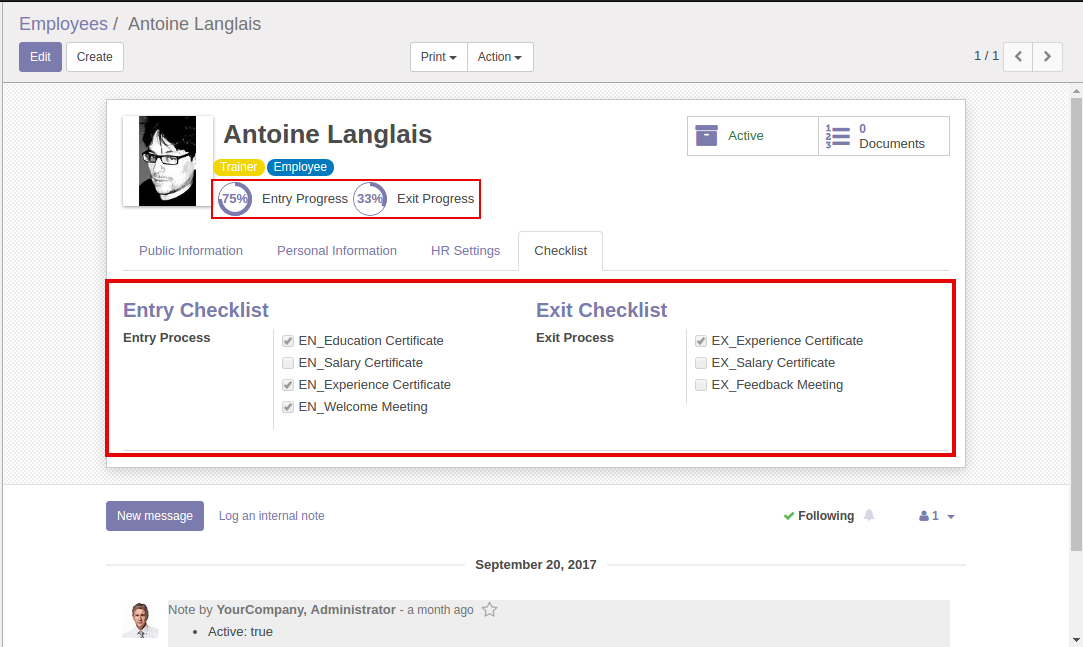 Employees / Antoine Langlais
Edit Create Print Action 1 / 1
Antoine Langlais
Active
0
Documents
1
2
3
Trainer Employee
75% Entry Progress 33% Exit Progress
Public Information Personal Information HR Settings Checklist
Entry Checklist
Entry Process
EN_Education Certificate
EN_Salary Certificate
EN_Experience Certificate
EN_Welcome Meeting
Exit Checklist
Exit Process
EX_Experience Certificate
EX_Salary Certificate
EX_Feedback Meeting
New message Log an internal note Following 1
September 20, 2017
Note by YourCompany, Administrator - a month ago
• Active: true